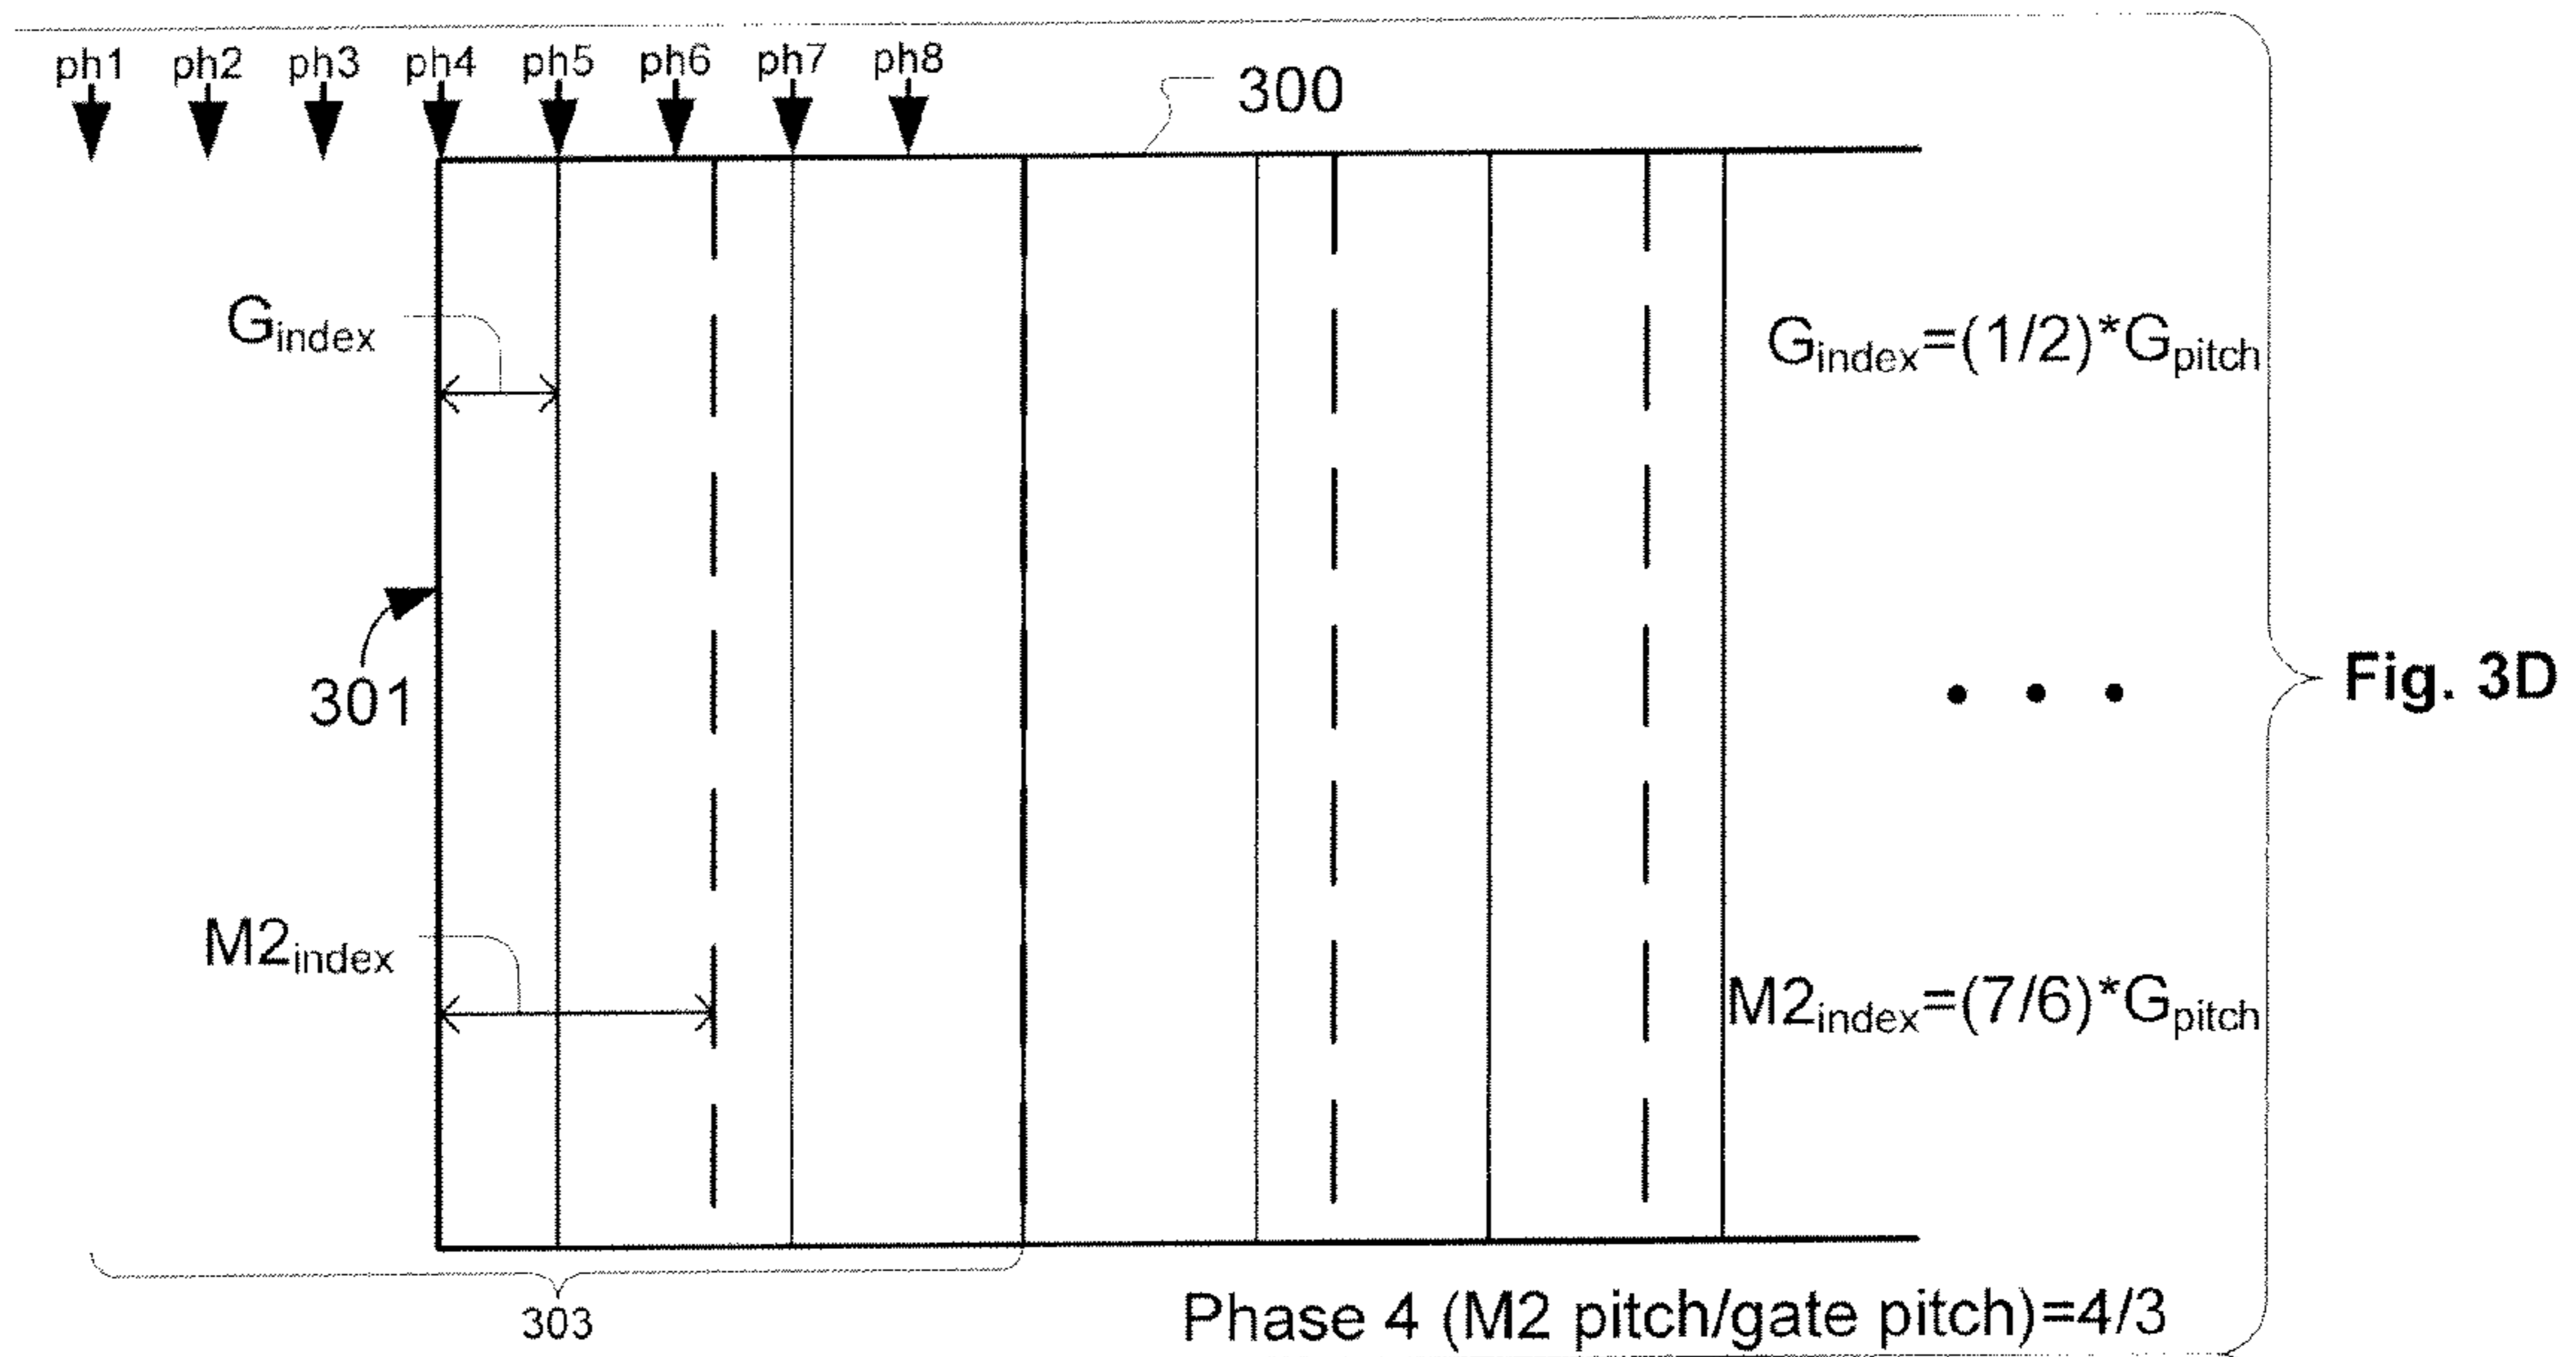 ph1 ph2 ph3 ph4 ph5 ph6 ph7 ph8
300
Gindex
Gindex=(1/2)*Gpitch
301
Fig. 3D
M2index
M2index=(7/6)*Gpitch
303
Phase 4 (M2 pitch/gate pitch)=4/3